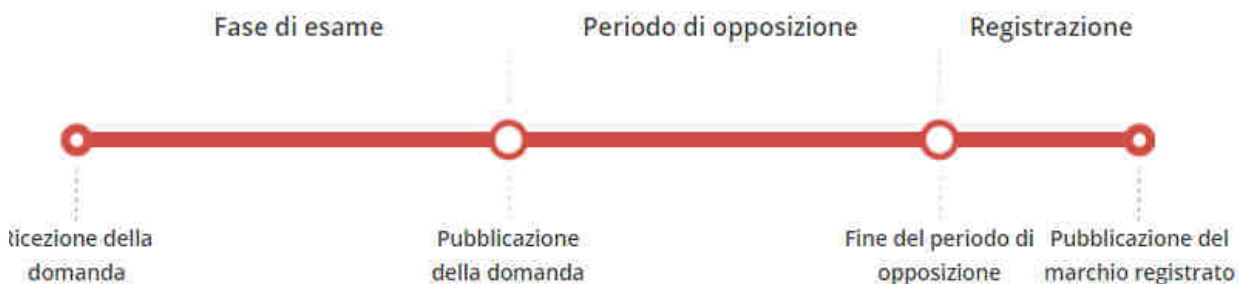 Fase di esame
Periodo di opposizione
Registrazione
Ricezione della
domanda
Pubblicazione
della domanda
Fine del periodo di
opposizione
Pubblicazione del
marchio registrato